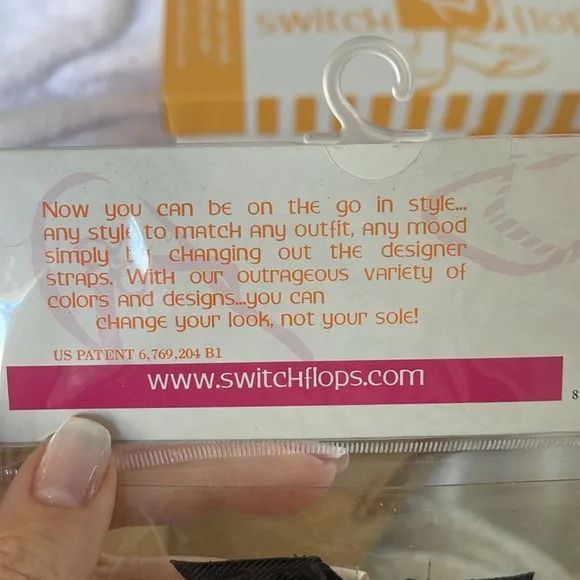 switch flops
Now you can be on the go in style...
any style to match any outfit, any mood
simply by changing out the designer
straps. With our outrageous variety of
colors and designs...you can
change your look, not your sole!
US PATENT 6,769,204 B1
www.switchflops.com
8